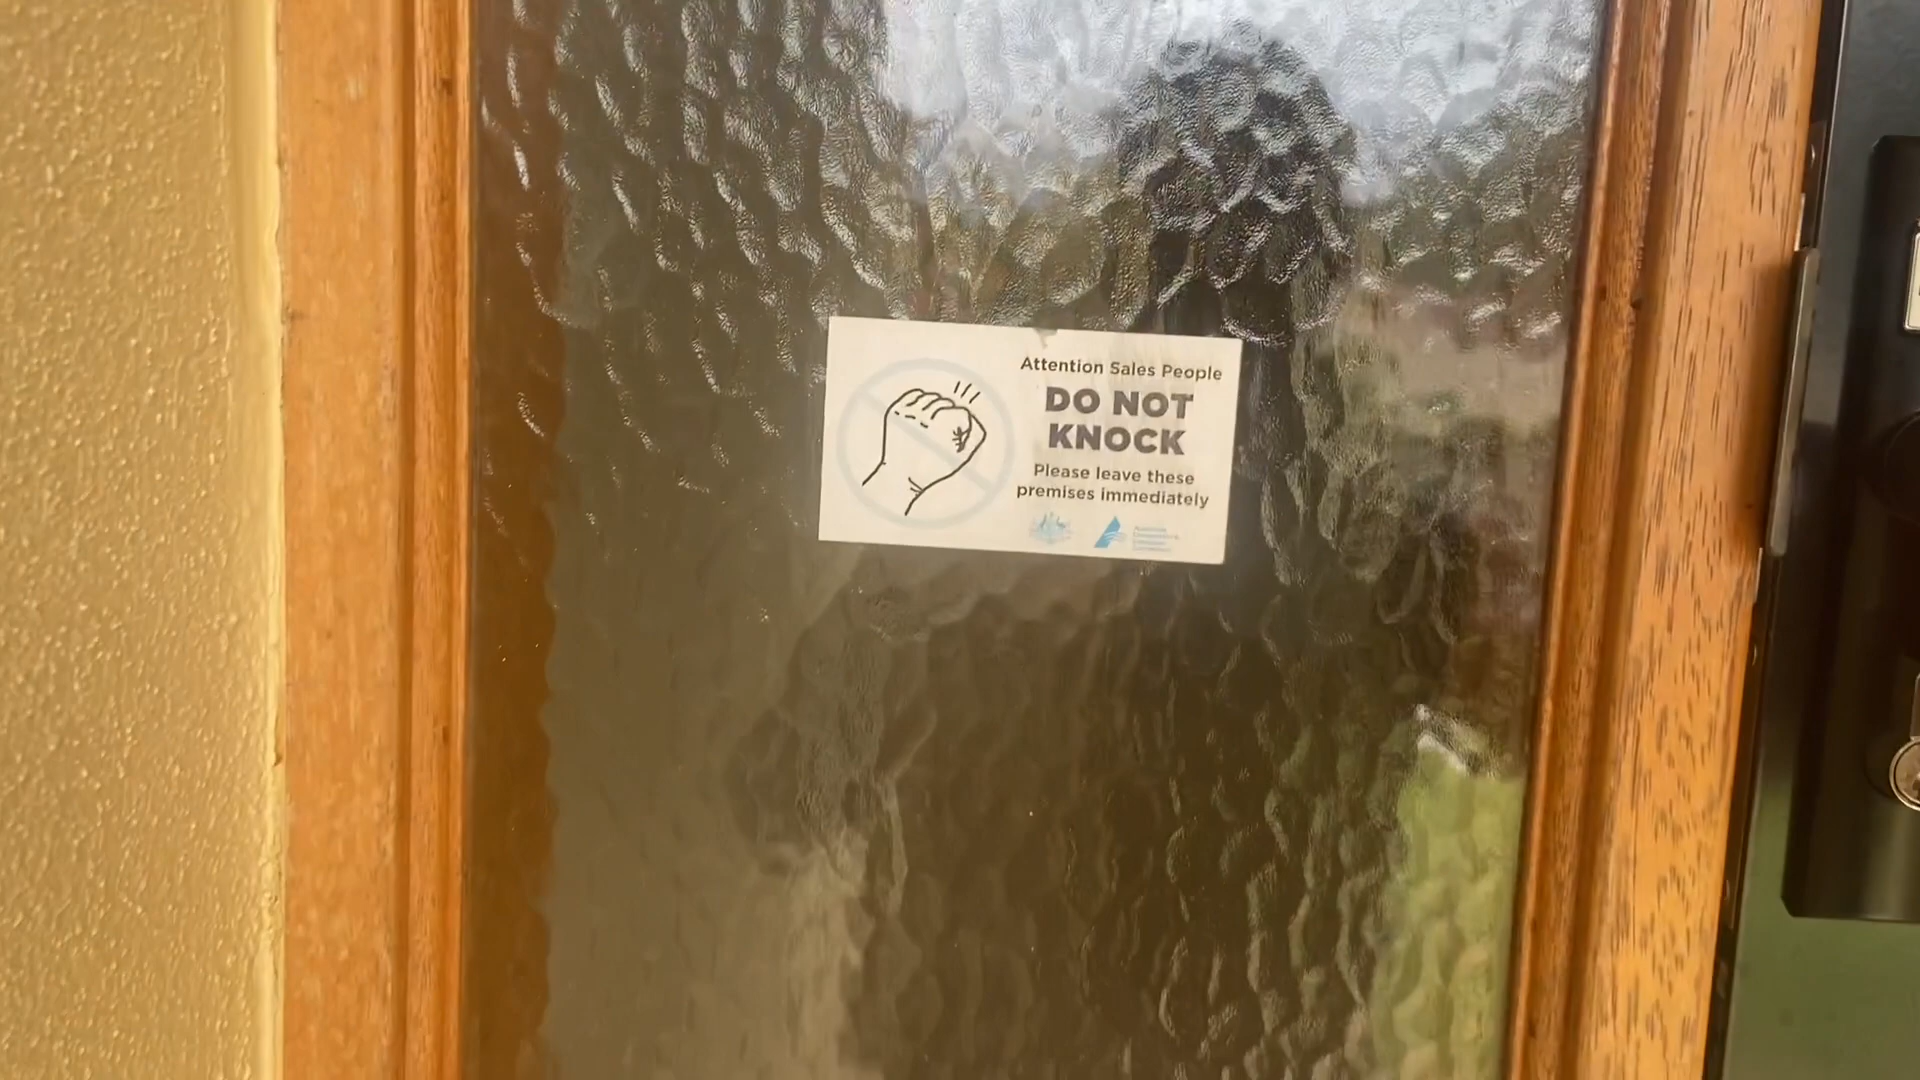 Attention Sales People
DO NOT
KNOCK
Please leave these
premises immediately